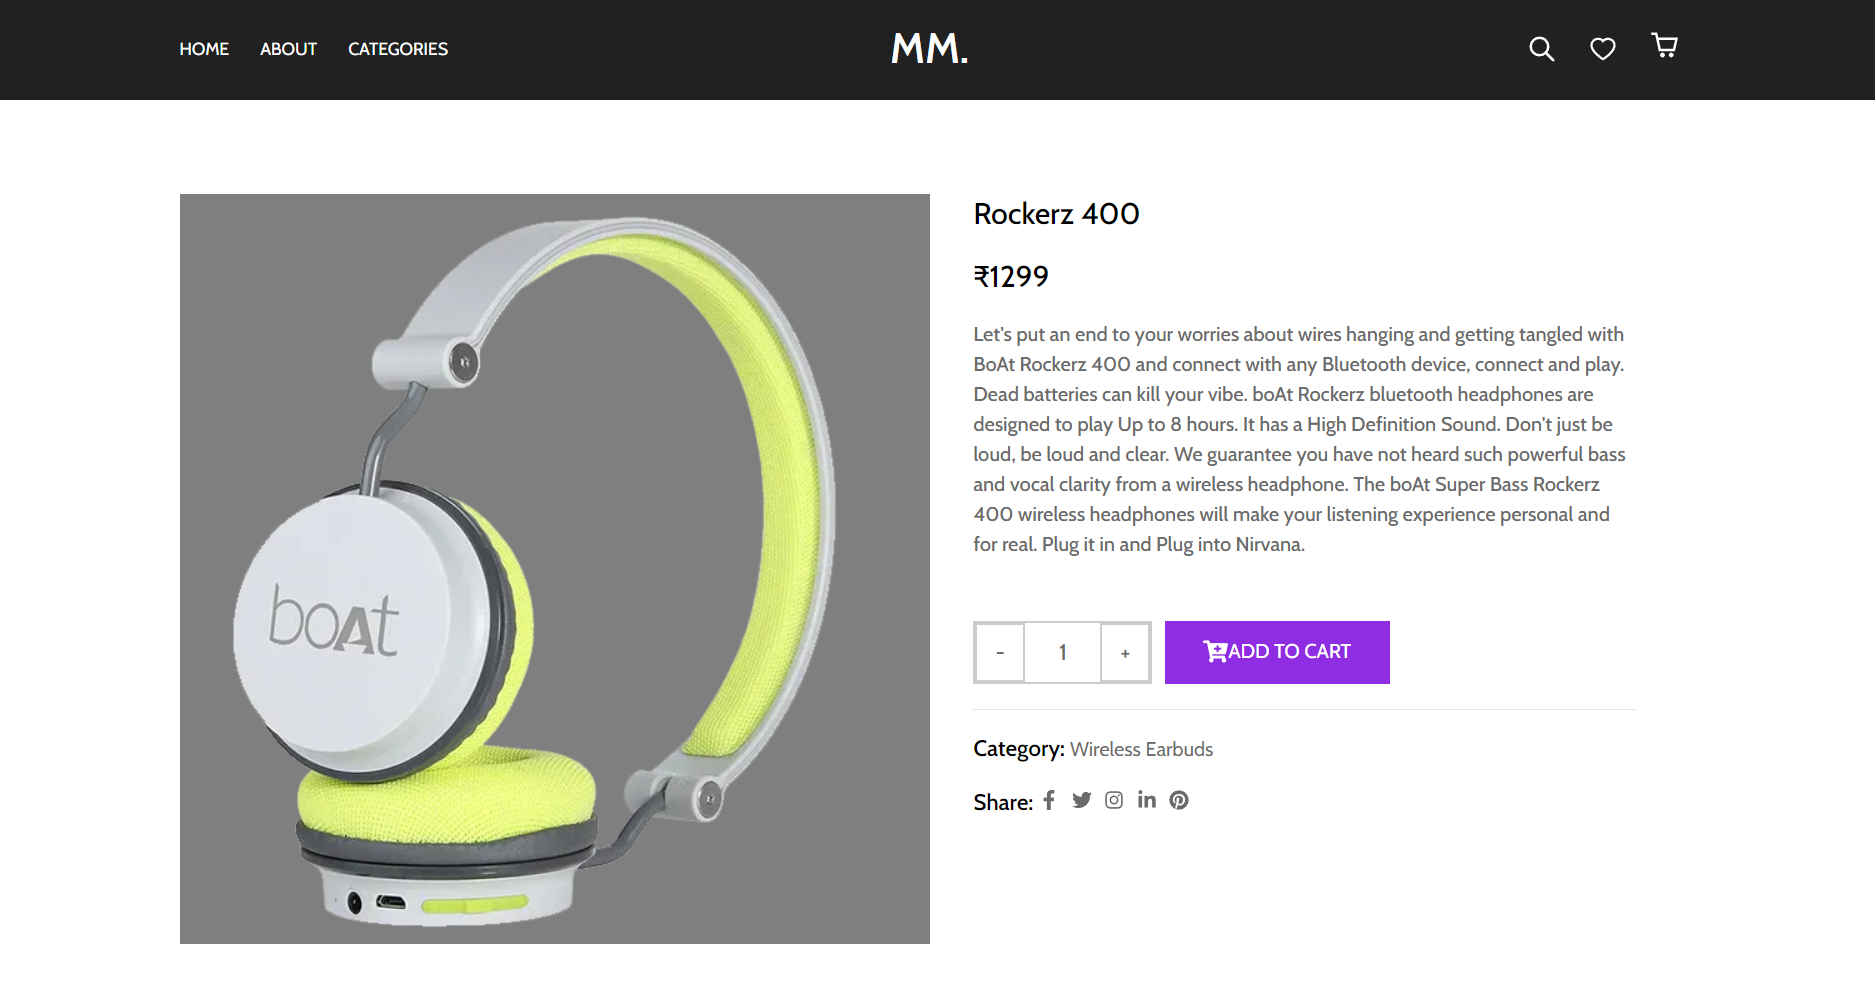 HOME ABOUT CATEGORIES MM.
Rockerz 400
₹1299
Let's put an end to your worries about wires hanging and getting tangled with
BoAt Rockerz 400 and connect with any Bluetooth device, connect and play.
Dead batteries can kill your vibe. boAt Rockerz bluetooth headphones are
designed to play Up to 8 hours. It has a High Definition Sound. Don't just be
loud, be loud and clear. We guarantee you have not heard such powerful bass
and vocal clarity from a wireless headphone. The boAt Super Bass Rockerz
400 wireless headphones will make your listening experience personal and
for real. Plug it in and Plug into Nirvana.
boAt
- 1 + ADD TO CART
Category: Wireless Earbuds
Share: